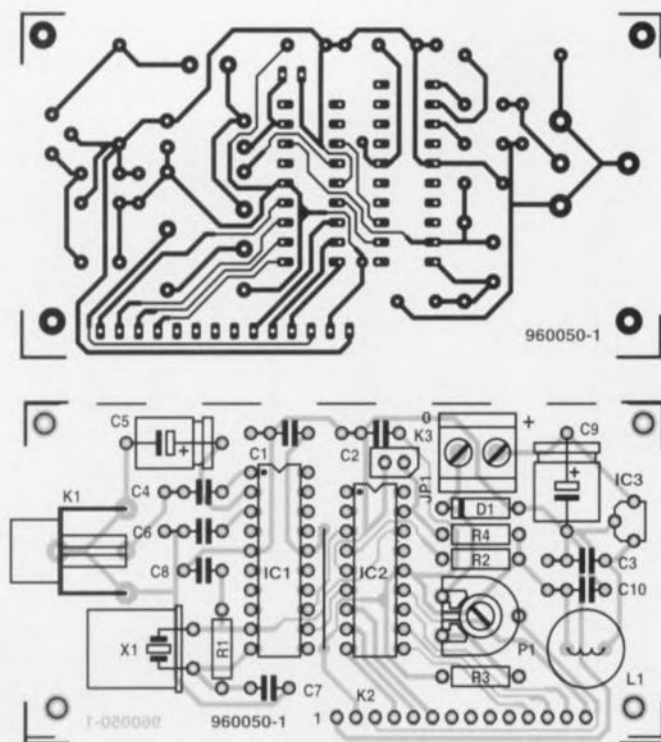 960050-1
C5
0
K3
+
C9
K1
C1
C2
IC3
C4
JP1
D1
C6
R4
C8
IC1
IC2
R2
C3
C10
X1
R1
P1
C7
R3
L1
K2
1
960050-1
960050-1